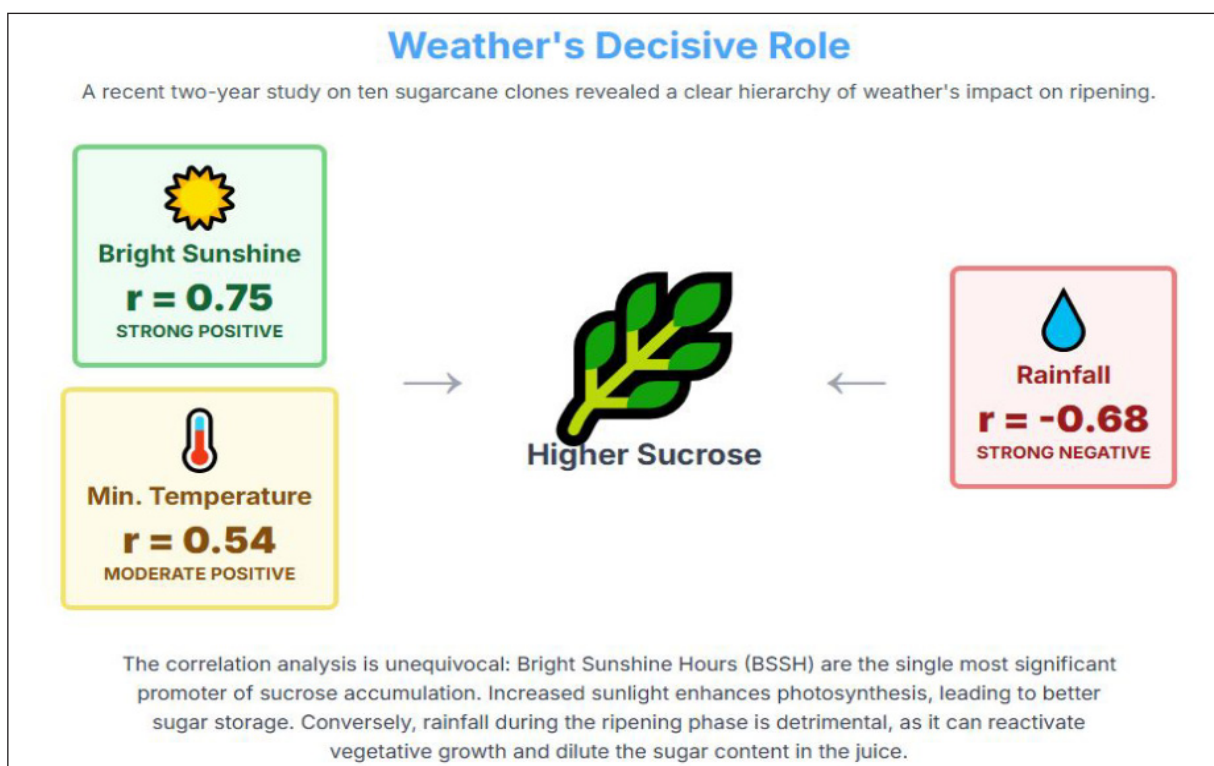 Weather's Decisive Role
A recent two-year study on ten sugarcane clones revealed a clear hierarchy of weather's impact on ripening.
Bright Sunshine
r = 0.75
STRONG POSITIVE
Min. Temperature
r = 0.54
MODERATE POSITIVE
Higher Sucrose
Rainfall
r = -0.68
STRONG NEGATIVE
The correlation analysis is unequivocal: Bright Sunshine Hours (BSSH) are the single most significant
promoter of sucrose accumulation. Increased sunlight enhances photosynthesis, leading to better
sugar storage. Conversely, rainfall during the ripening phase is detrimental, as it can reactivate
vegetative growth and dilute the sugar content in the juice.